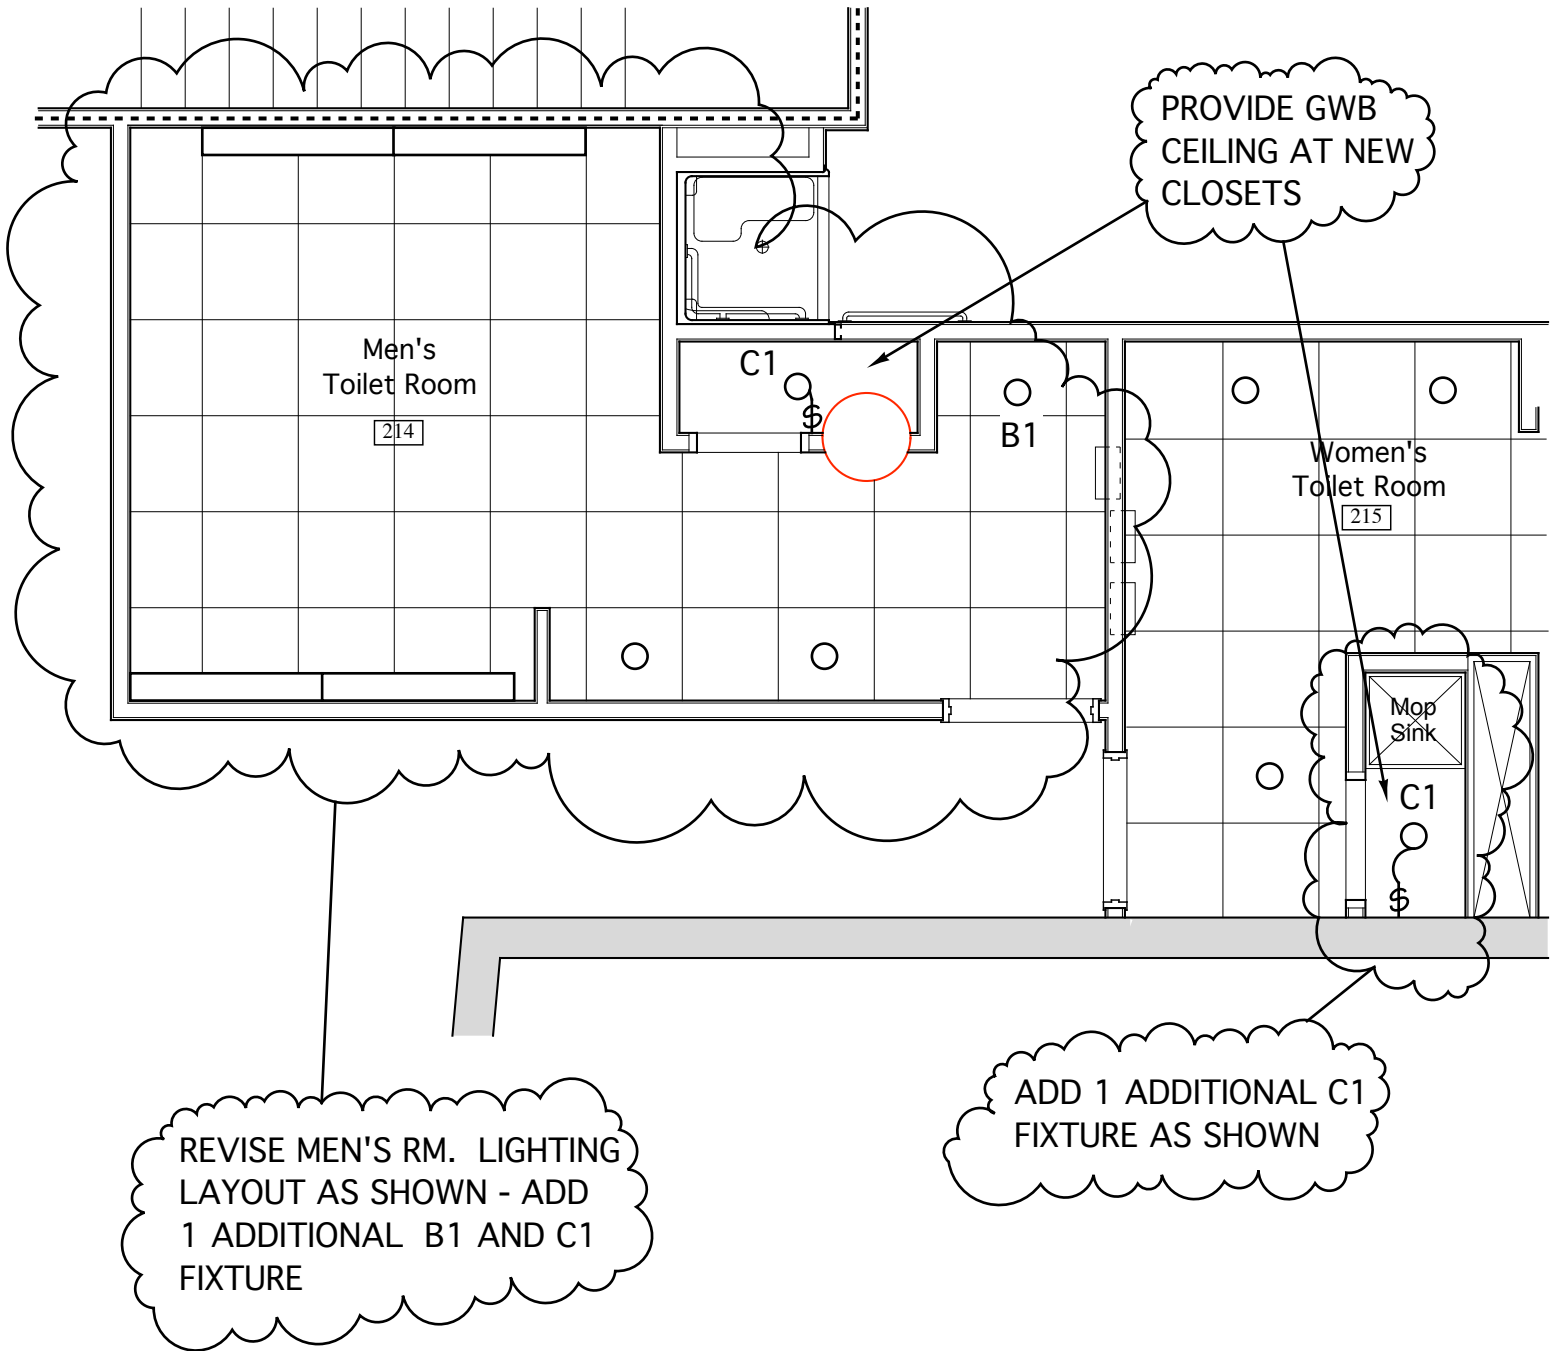 PROVIDE GWB
CEILING AT NEW
CLOSETS
Men's
Toilet Room
214
C1
$
B1
Women's
Toilet Room
215
Mop
Sink
C1
$
REVISE MEN'S RM. LIGHTING
LAYOUT AS SHOWN - ADD
1 ADDITIONAL B1 AND C1
FIXTURE
ADD 1 ADDITIONAL C1
FIXTURE AS SHOWN